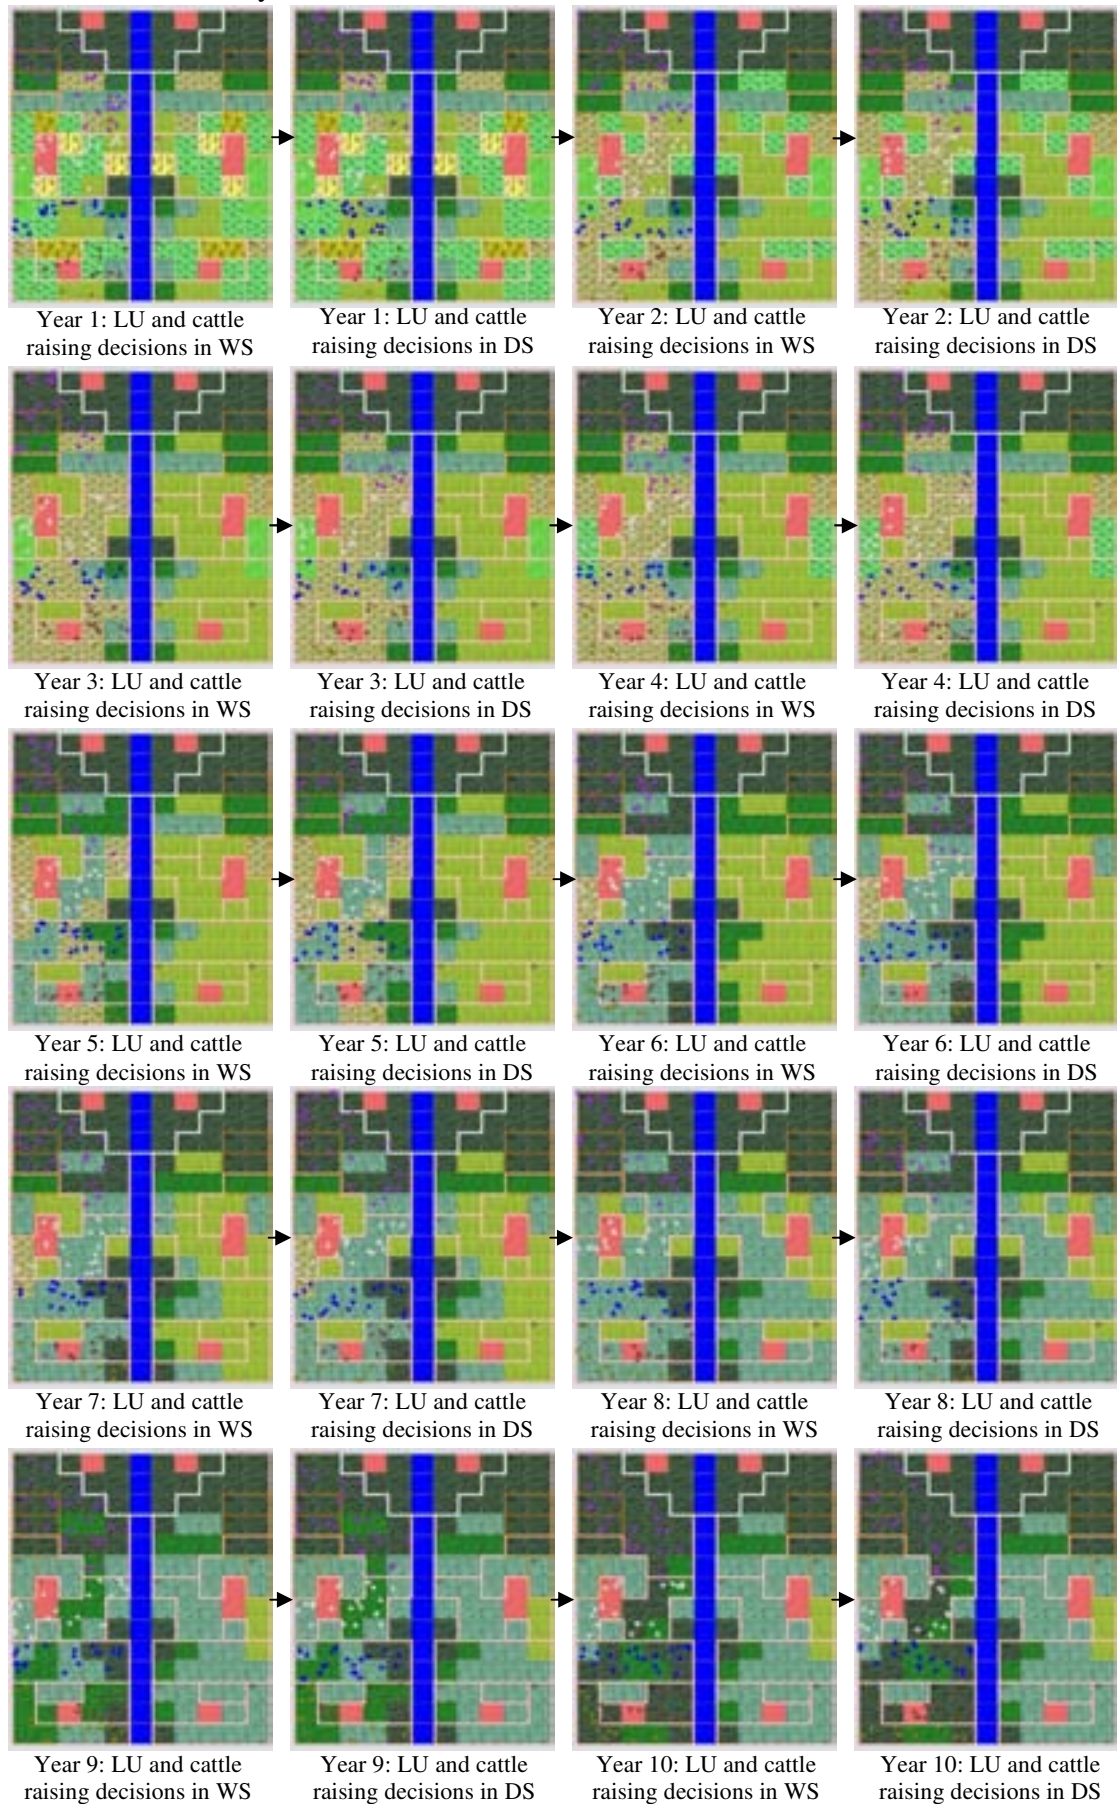 Year 1: LU and cattle
raising decisions in WS
Year 1: LU and cattle
raising decisions in DS
Year 2: LU and cattle
raising decisions in WS
Year 2: LU and cattle
raising decisions in DS
Year 3: LU and cattle
raising decisions in WS
Year 3: LU and cattle
raising decisions in DS
Year 4: LU and cattle
raising decisions in WS
Year 4: LU and cattle
raising decisions in DS
Year 5: LU and cattle
raising decisions in WS
Year 5: LU and cattle
raising decisions in DS
Year 6: LU and cattle
raising decisions in WS
Year 6: LU and cattle
raising decisions in DS
Year 7: LU and cattle
raising decisions in WS
Year 7: LU and cattle
raising decisions in DS
Year 8: LU and cattle
raising decisions in WS
Year 8: LU and cattle
raising decisions in DS
Year 9: LU and cattle
raising decisions in WS
Year 9: LU and cattle
raising decisions in DS
Year 10: LU and cattle
raising decisions in WS
Year 10: LU and cattle
raising decisions in DS